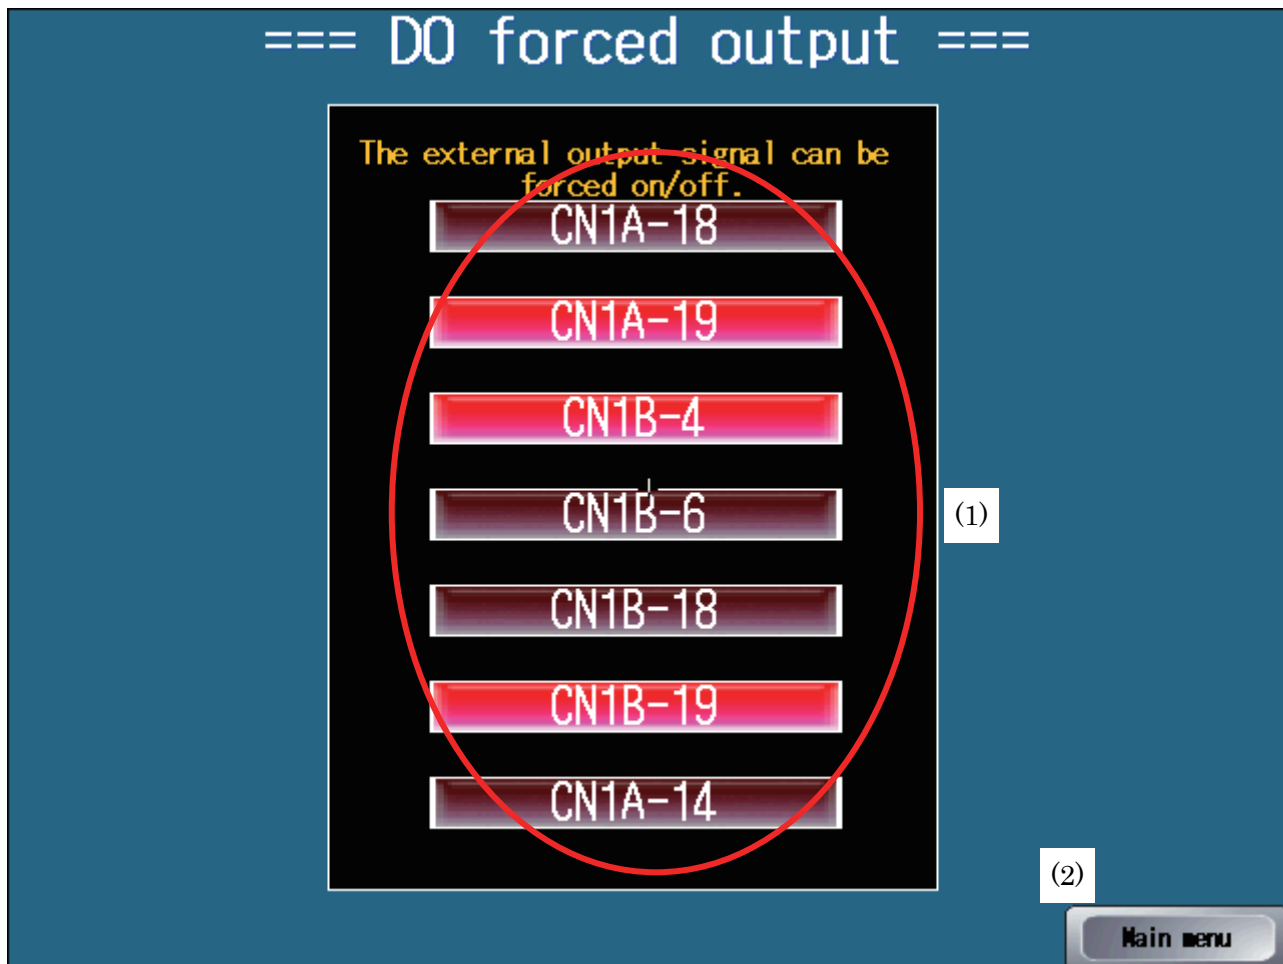 === DO forced output ===
The external output signal can be
forced on/off.
CN1A-18
CN1A-19
CN1B-4
CN1B-6
(1)
CN1B-18
CN1B-19
CN1A-14
(2)
Main menu